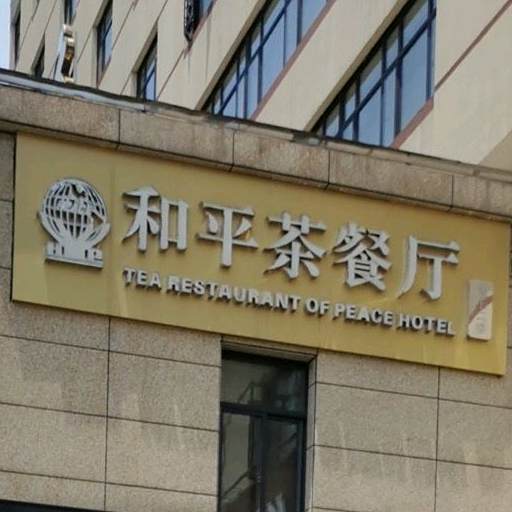 和平茶餐厅
TEA RESTAURANT OF PEACE HOTEL